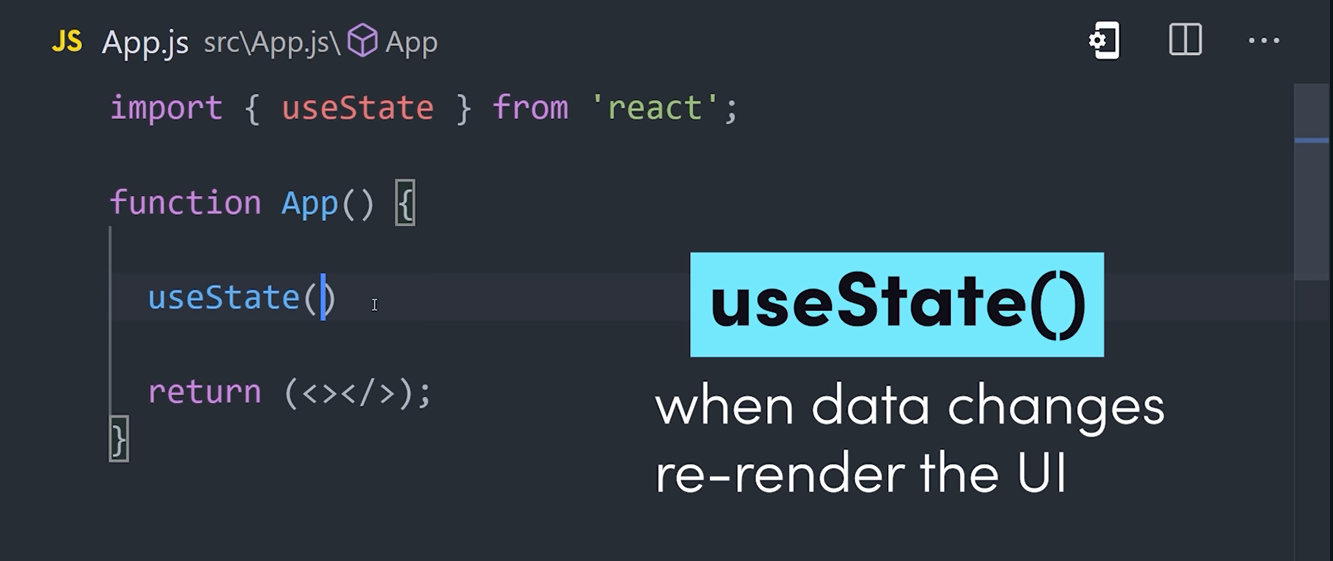 JS App.js src\App.js\ App
import { useState } from 'react';
function App() {
useState()
return (<></>);
}
useState()
when data changes
re-render the UI